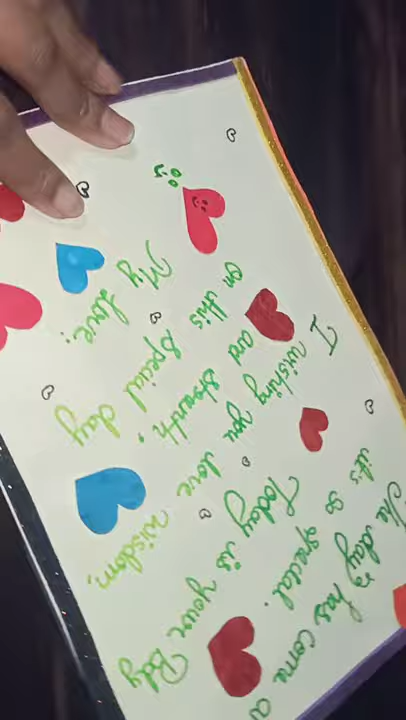 The day has come a
it's so special.
Today is your Bday
I wishing you love wisdom,
and
on this special day
My love!